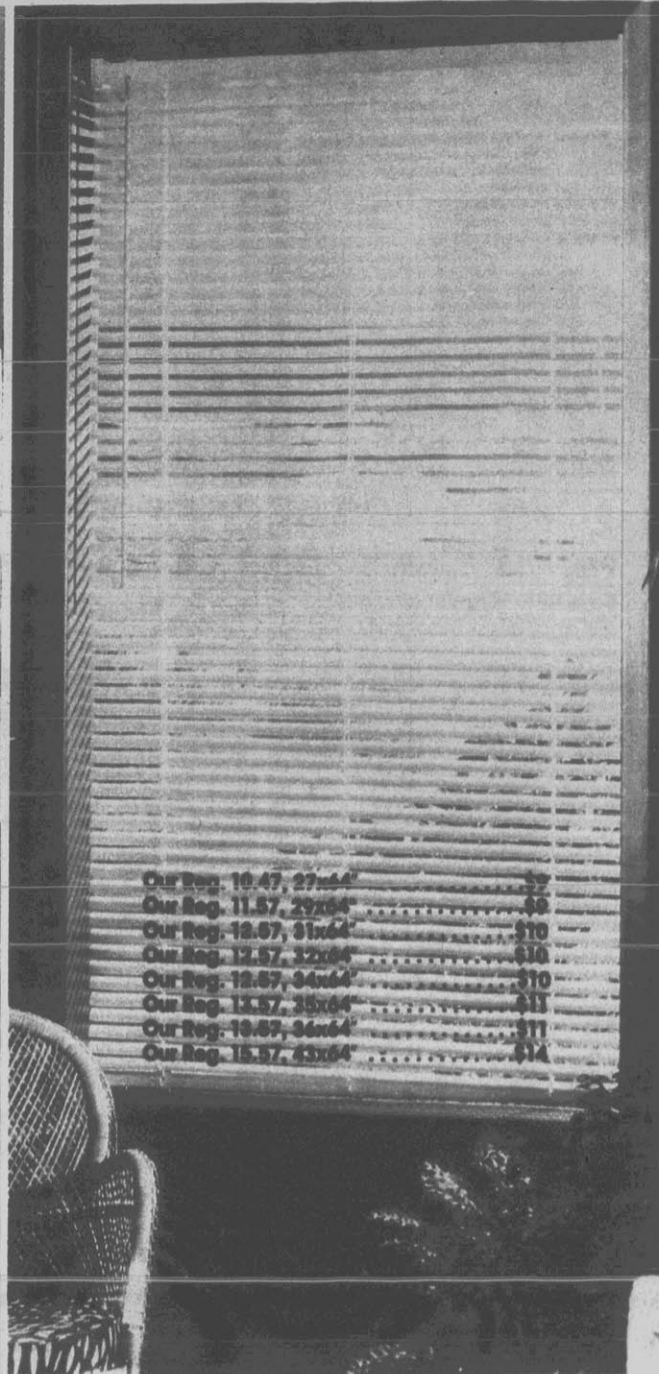 Our Reg. 10.47, 27x64" .................... $9
Our Reg. 11.57, 29x64" .................... $9
Our Reg. 12.57, 31x64" .................... $10
Our Reg. 12.57, 32x64" .................... $10
Our Reg. 12.57, 34x64" .................... $10
Our Reg. 13.57, 35x64" .................... $11
Our Reg. 13.57, 36x64" .................... $11
Our Reg. 15.57, 43x64" .................... $14